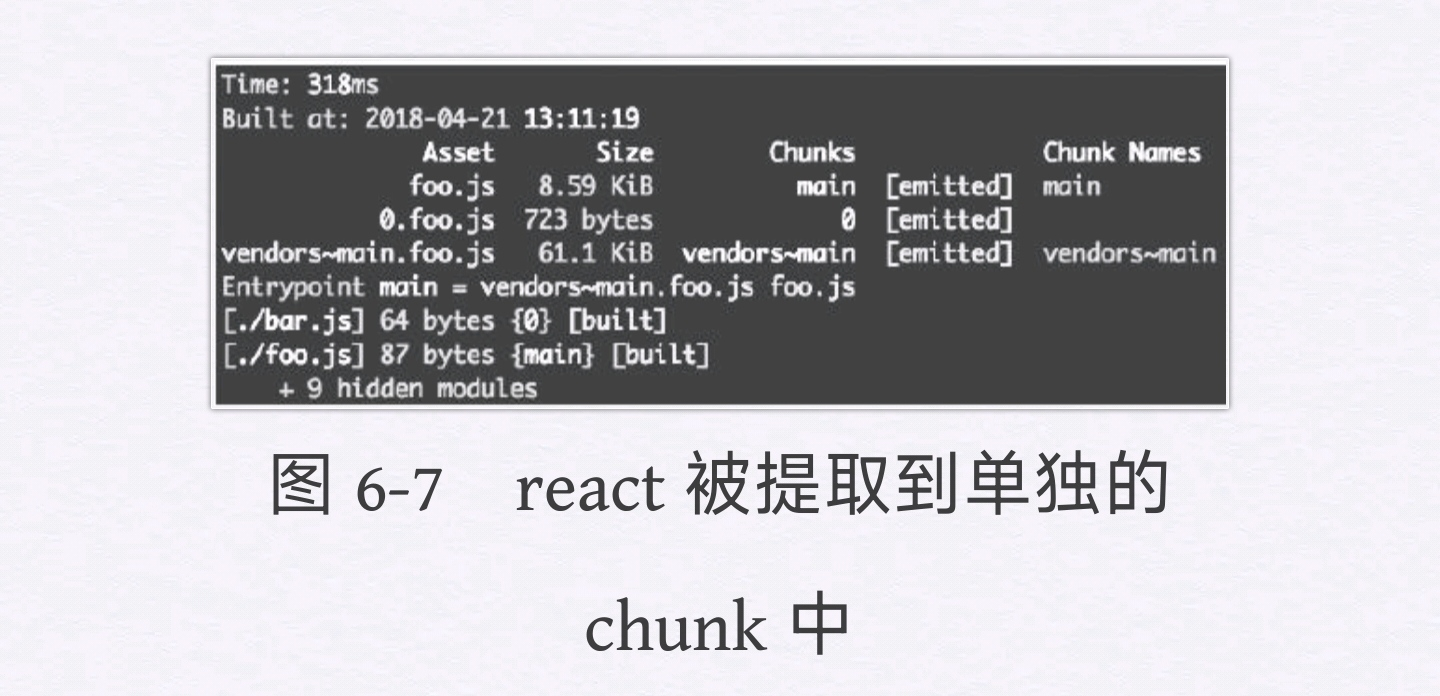 Time: 318ms
Built at: 2018-04-21 13:11:19
Asset Size Chunks Chunk Names
foo.js 8.59 KiB main [emitted] main
0.foo.js 723 bytes 0 [emitted]
vendors~main.foo.js 61.1 KiB vendors~main [emitted] vendors~main
Entrypoint main = vendors~main.foo.js foo.js
[./bar.js] 64 bytes {0} [built]
[./foo.js] 87 bytes {main} [built]
+ 9 hidden modules
图 6-7 react 被提取到单独的
chunk 中